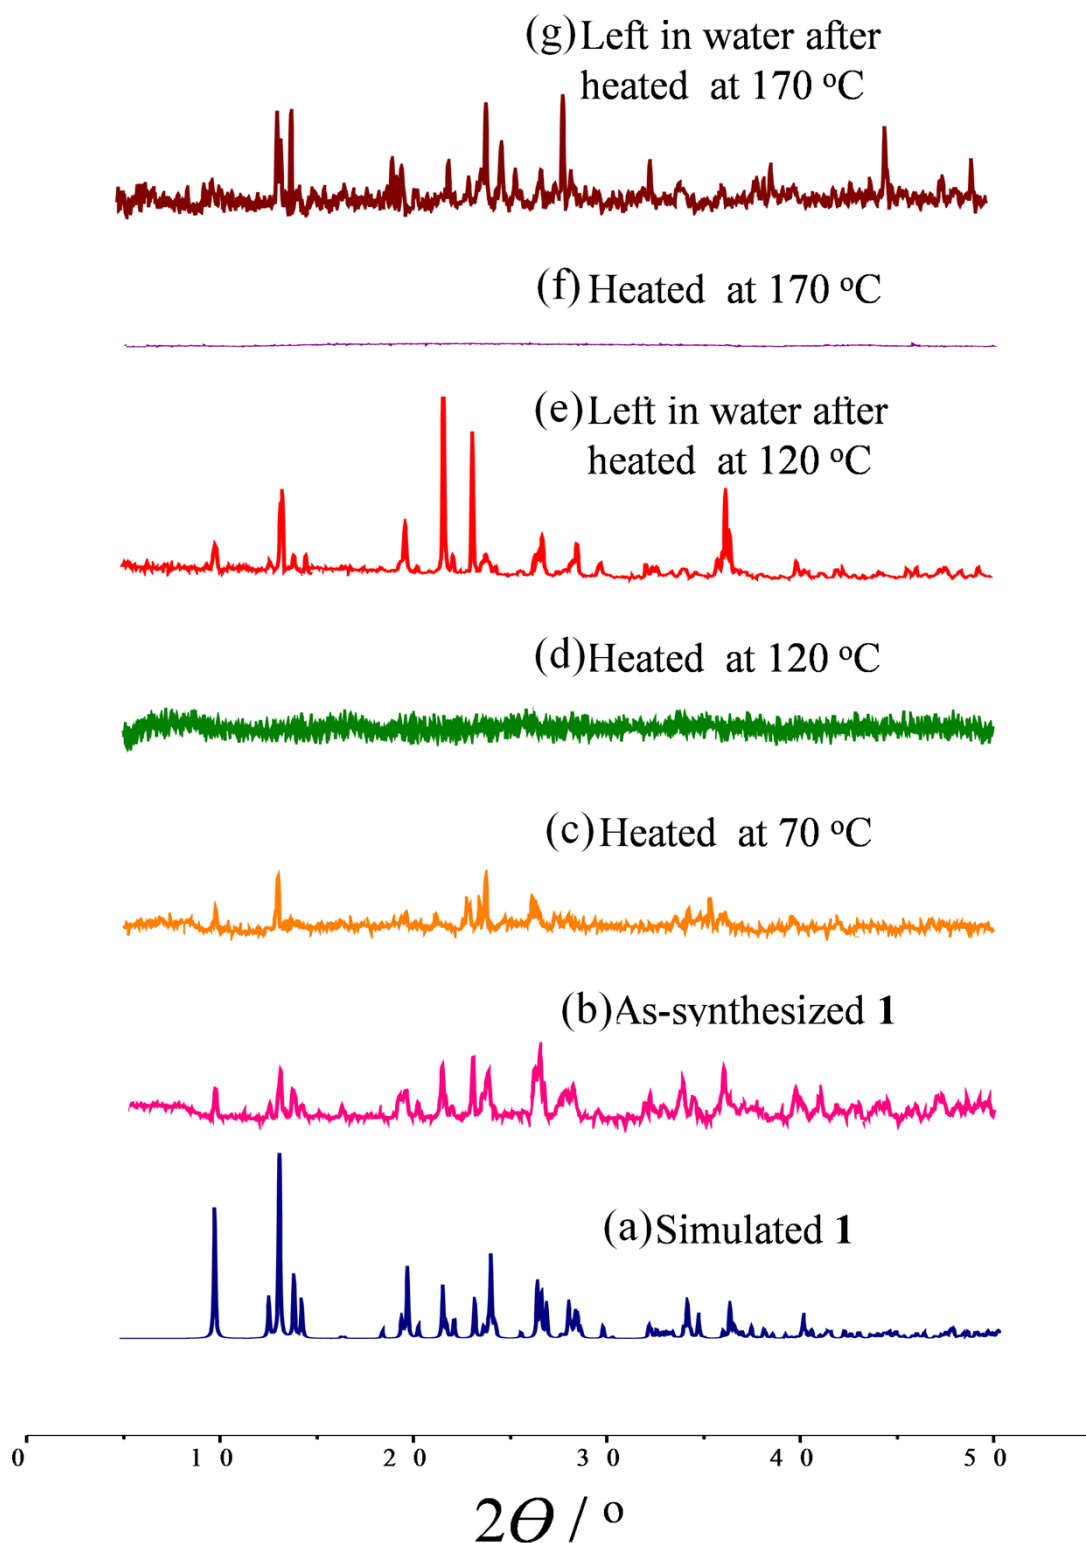 (g) Left in water after
heated at 170 °C
(f) Heated at 170 °C
(e) Left in water after
heated at 120 °C
(d) Heated at 120 °C
(c) Heated at 70 °C
(b) As-synthesized 1
(a) Simulated 1
0 10 20 30 40 50
2Θ / °